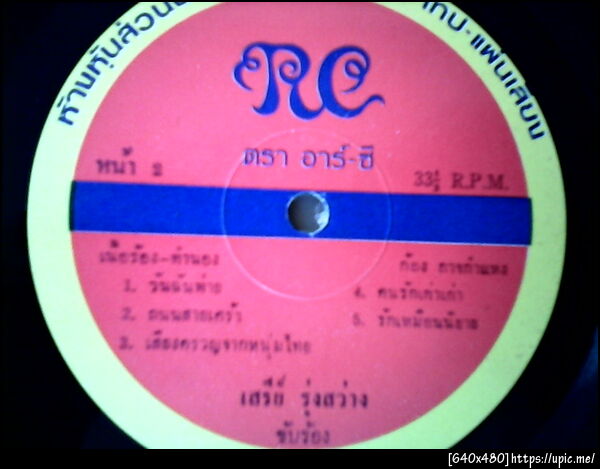 ห้ามหุ้นส่วน
เทป-แผ่นเสียง
RC
ตรา อาร์-ซี
หน้า 2
33⅓ R.P.M.
เนื้อร้อง-ทำนอง
ก้อง กาจกำแหง
1. วันฉันพ่าย
2. ถนนสายเศร้า
3. เสียงครวญจากหนุ่มไทย
4. คนรักเก่าเก่า
5. รักเหมือนนิยาย
เสรีย์ รุ่งสว่าง
ขับร้อง
[640x480]https://upic.me/